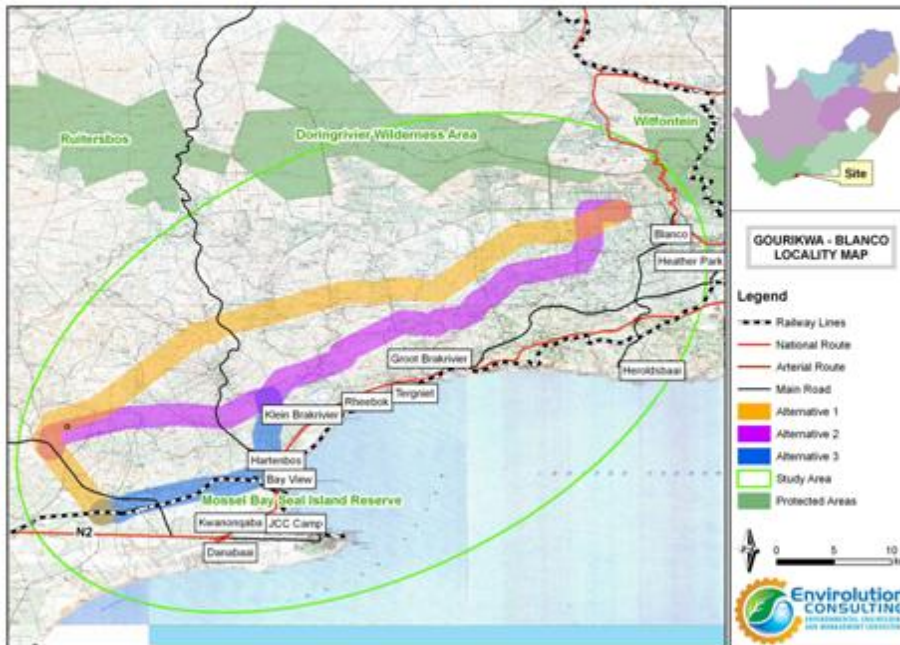 Ruitersbos
Doringrivier Wilderness Area
Witfontein
Blanco
Heather Park
Groot Brakrivier
Heroldsbaai
Tergniet
Rheebok
Klein Brakrivier
Hartenbos
Bay View
Mossel Bay Seal Island Reserve
Kwanonqaba
JCC Camp
N2
Danabaai
Site
GOURIKWA - BLANCO
LOCALITY MAP
Legend
Railway Lines
National Route
Arterial Route
Main Road
Alternative 1
Alternative 2
Alternative 3
Study Area
Protected Areas
0 5 10
Envirolution
CONSULTING